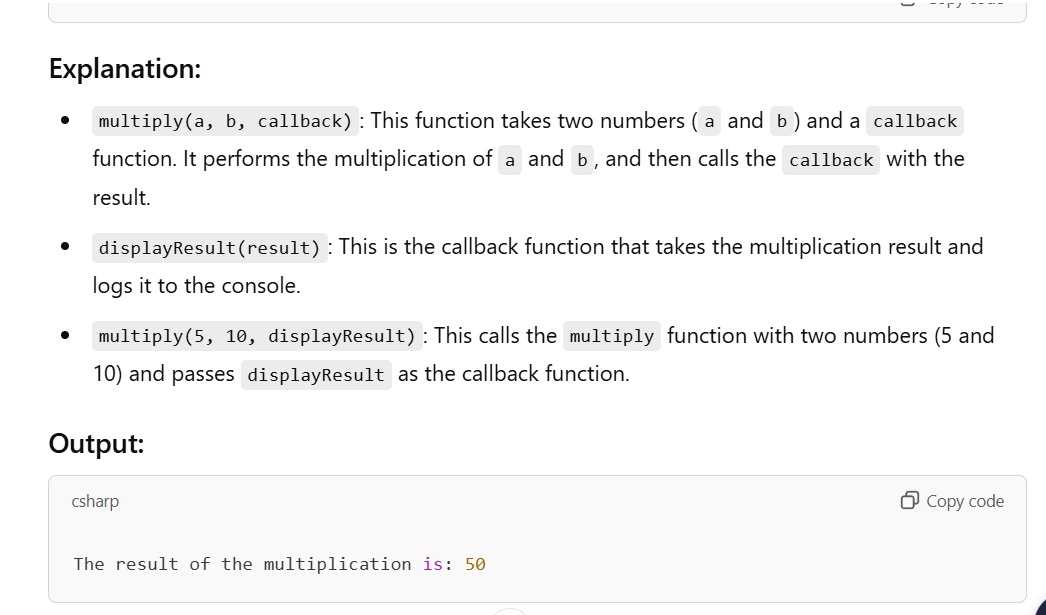 Explanation:
multiply(a, b, callback): This function takes two numbers (a and b) and a callback
function. It performs the multiplication of a and b, and then calls the callback with the
result.
displayResult(result): This is the callback function that takes the multiplication result and
logs it to the console.
multiply(5, 10, displayResult): This calls the multiply function with two numbers (5 and
10) and passes displayResult as the callback function.
Output:
csharp Copy code
The result of the multiplication is: 50